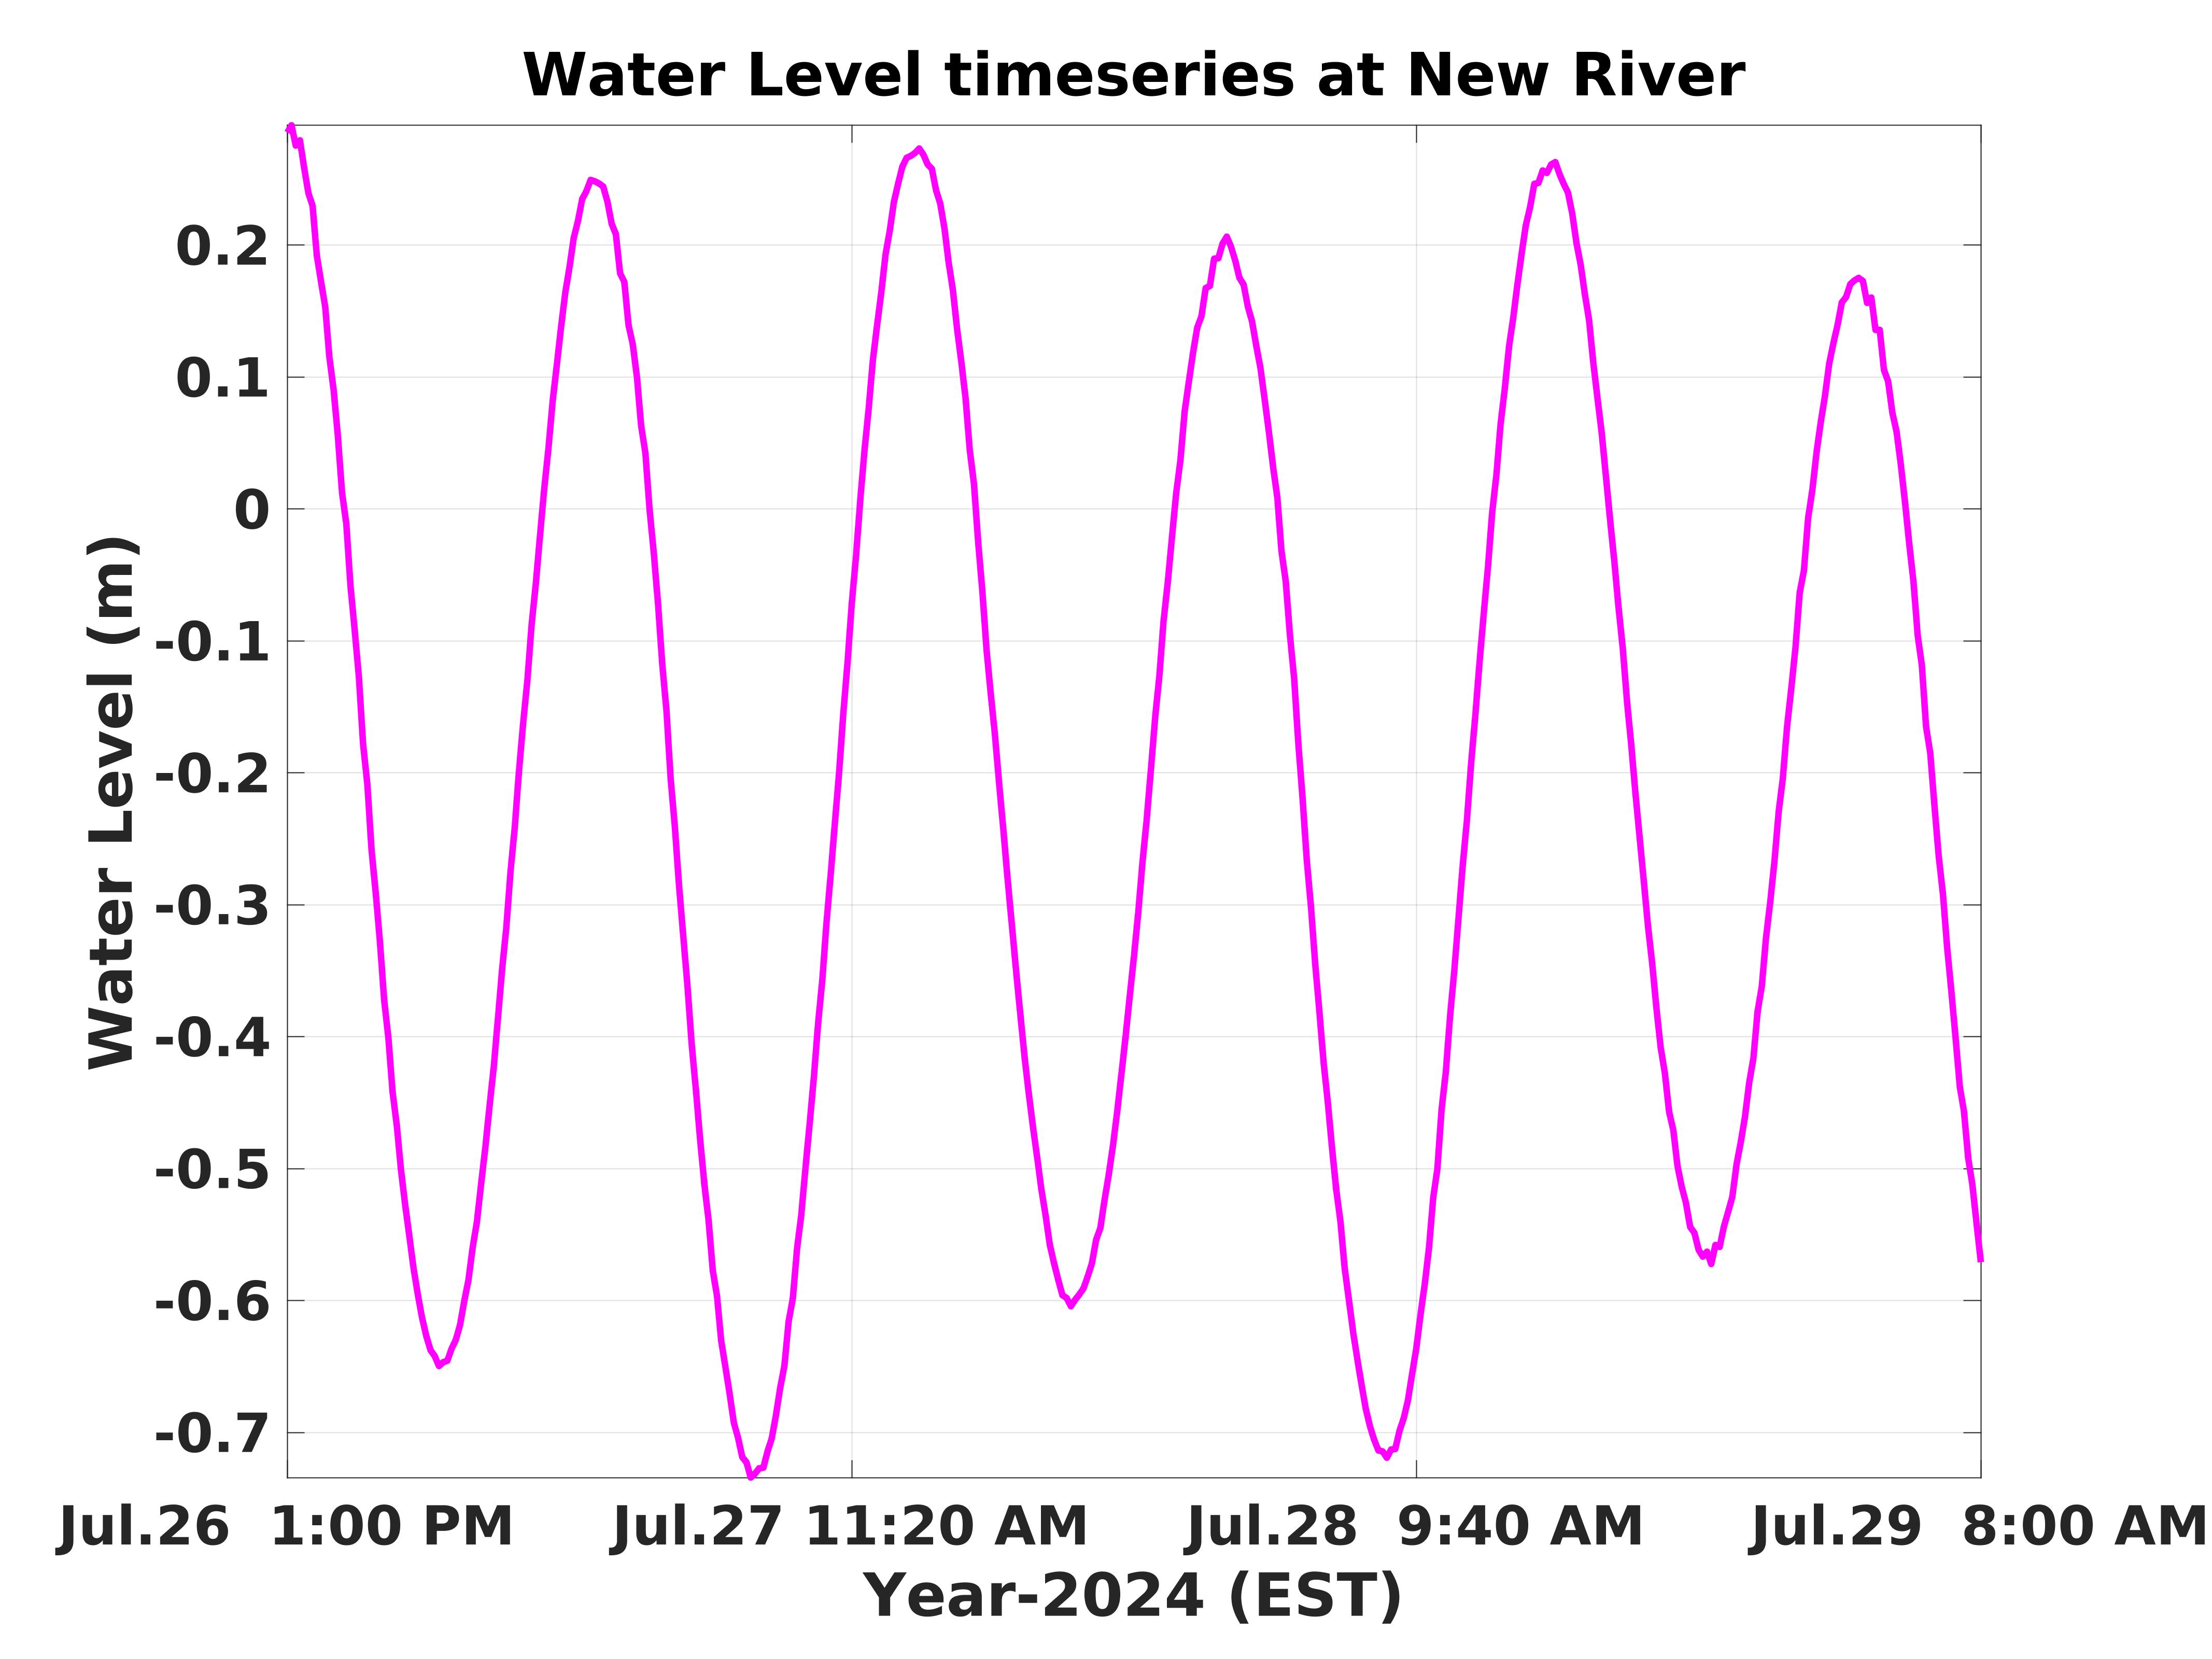 Water Level timeseries at New River
0.2
0.1
0
-0.1
-0.2
-0.3
-0.4
-0.5
-0.6
-0.7
Water Level (m)
Jul.26 1:00 PM Jul.27 11:20 AM Jul.28 9:40 AM Jul.29 8:00 AM
Year-2024 (EST)